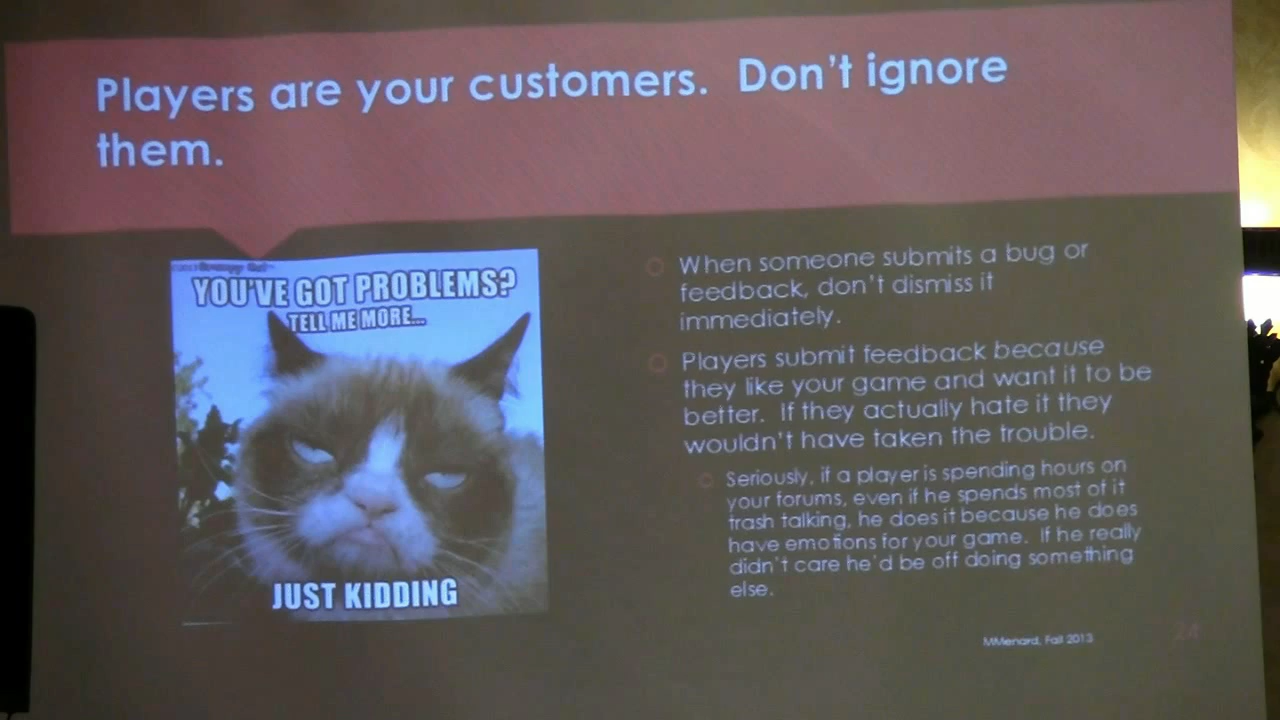 Players are your customers.  Don't ignore
them.
Grumpy Cat
YOU'VE GOT PROBLEMS?
TELL ME MORE...
JUST KIDDING
When someone submits a bug or
feedback, don't dismiss it
immediately.
Players submit feedback because
they like your game and want it to be
better.  If they actually hate it they
wouldn't have taken the trouble.
Seriously, if a player is spending hours on
your forums, even if he spends most of it
trash talking, he does it because he does
have emotions for your game.  If he really
didn't care he'd be off doing something
else.
MMenard, Fall 2013
24